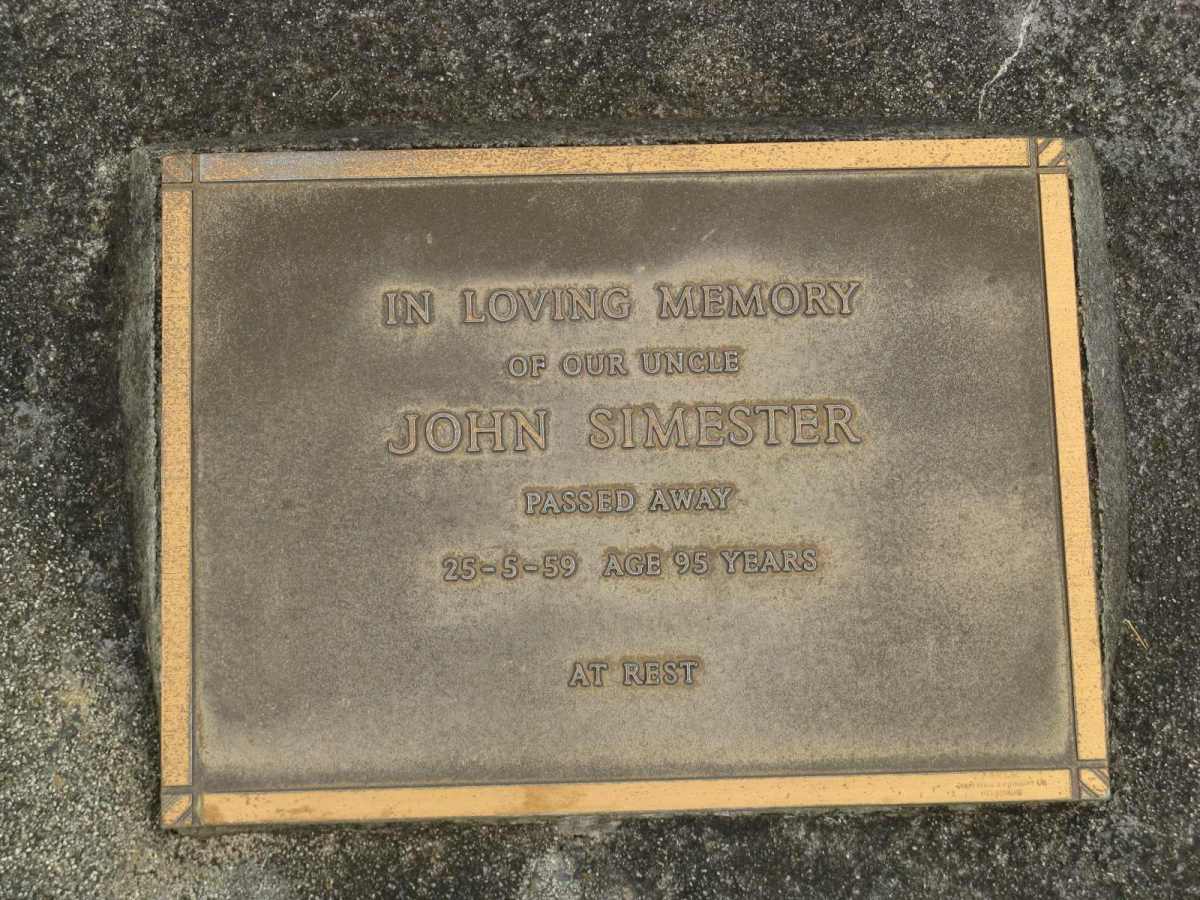 IN LOVING MEMORY
OF OUR UNCLE
JOHN SIMESTER
PASSED AWAY
25-5-59 AGE 95 YEARS
AT REST